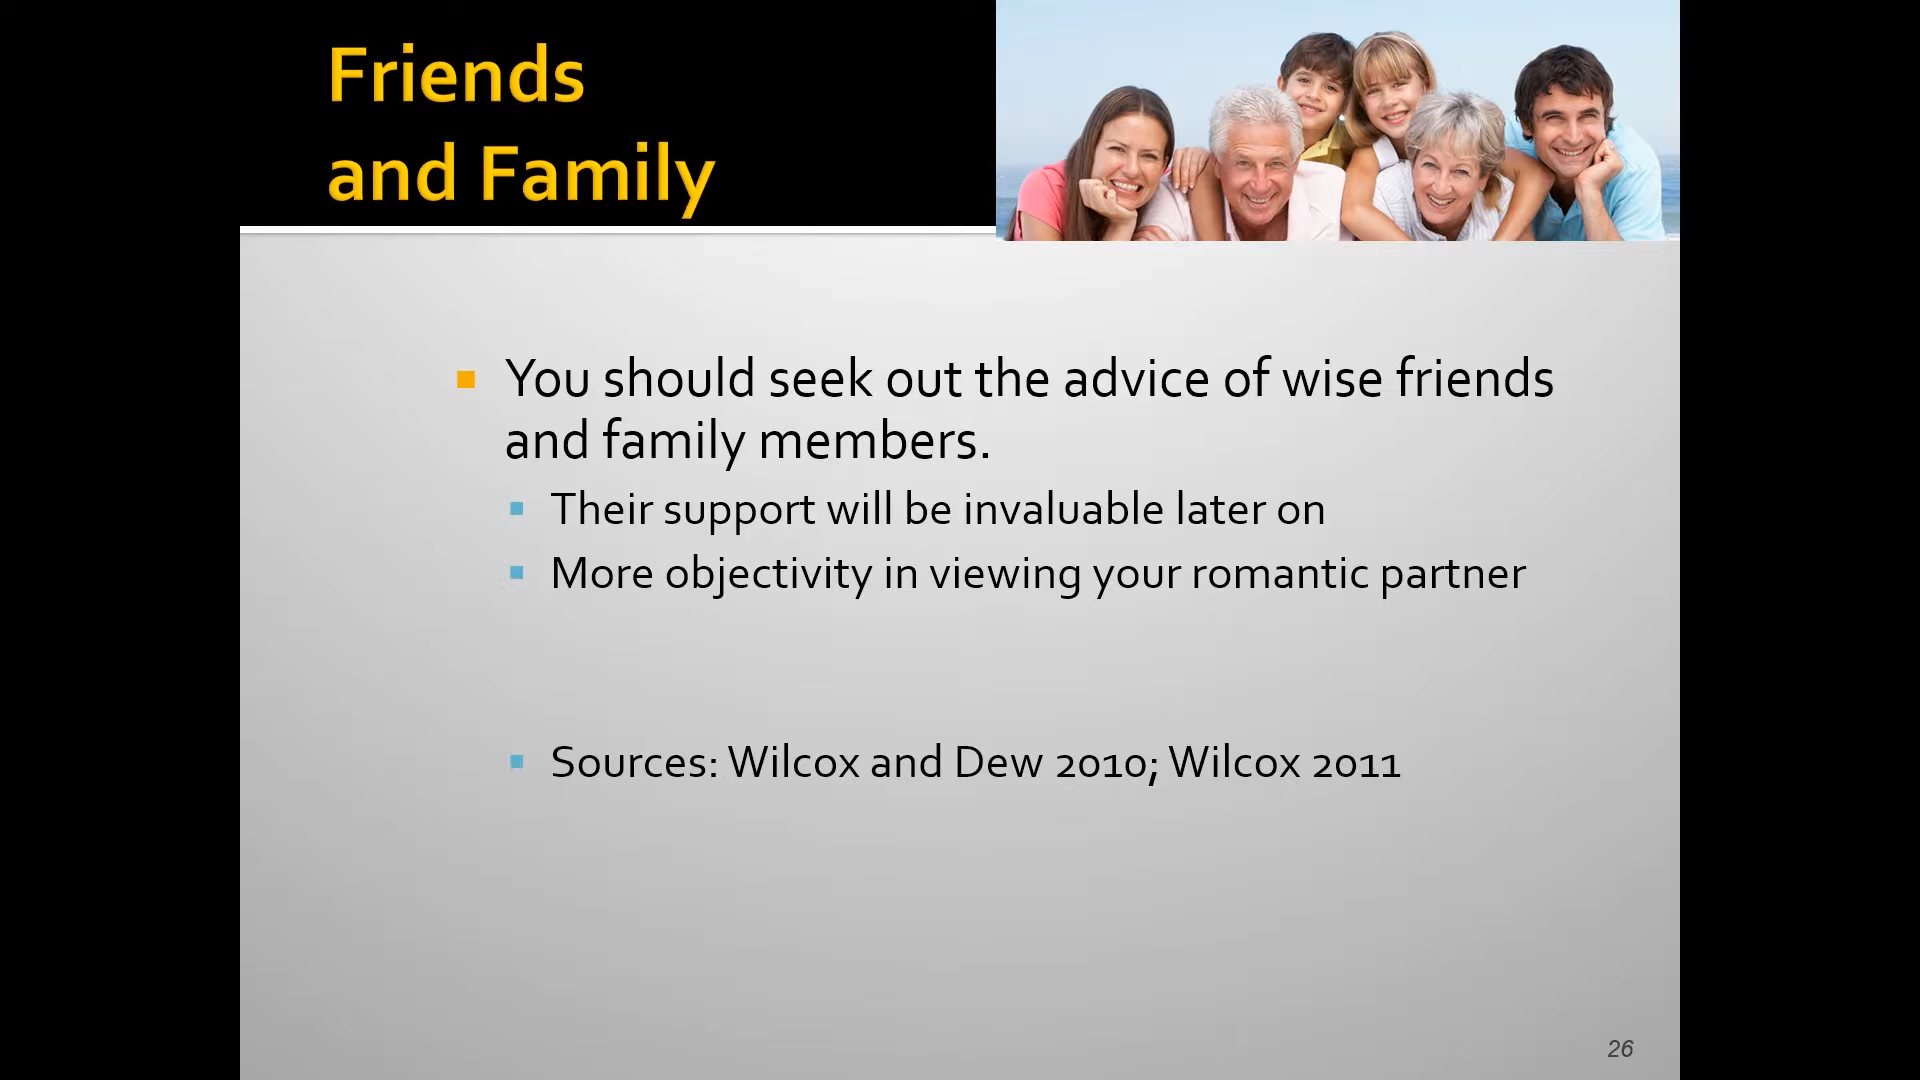 Friends
and Family
You should seek out the advice of wise friends
and family members.
Their support will be invaluable later on
More objectivity in viewing your romantic partner
Sources: Wilcox and Dew 2010; Wilcox 2011
26